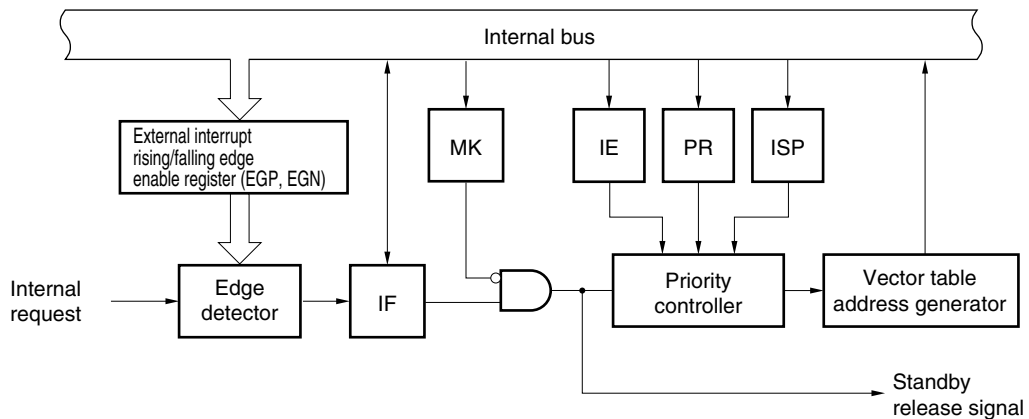 Internal bus
External interrupt
rising/falling edge
enable register (EGP, EGN)
MK
IE
PR
ISP
Internal
request
Edge
detector
IF
Priority
controller
Vector table
address generator
Standby
release signal